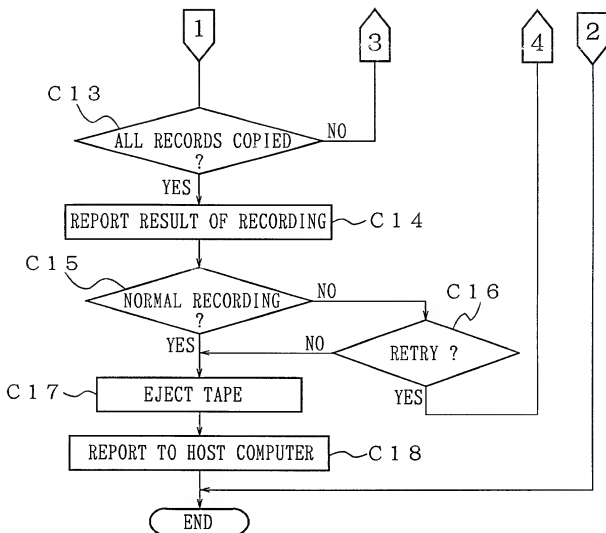 1
3
4
2
C13
ALL RECORDS COPIED
?
NO
YES
REPORT RESULT OF RECORDING
C14
C15
NORMAL RECORDING
?
NO
YES
C16
RETRY ?
NO
YES
C17
EJECT TAPE
REPORT TO HOST COMPUTER
C18
END